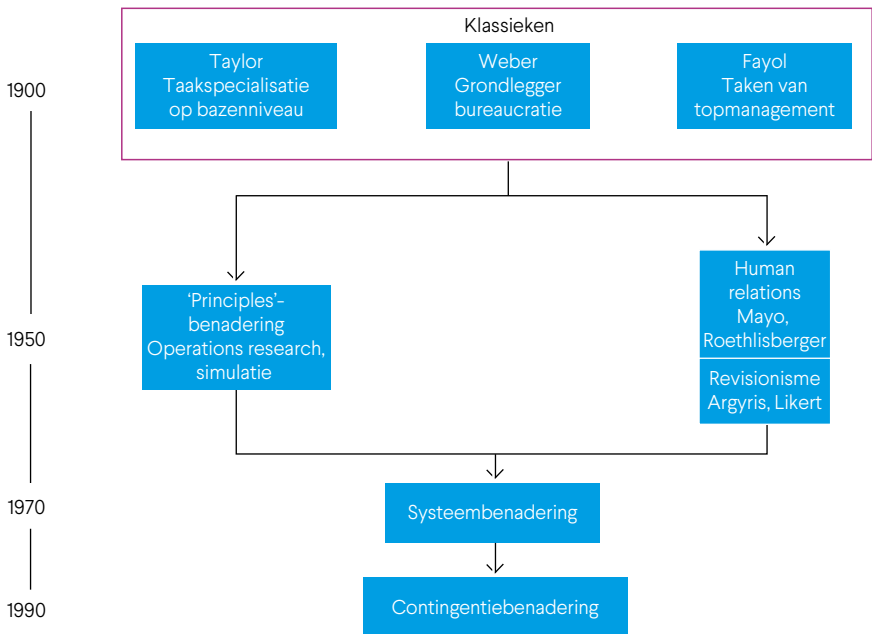 Klassieken
Taylor
Taakspecialisatie
op bazenniveau
Weber
Grondlegger
bureaucratie
Fayol
Taken van
topmanagement
1900
'Principles'-
benadering
Operations research,
simulatie
Human
relations
Mayo,
Roethlisberger
1950
Revisionisme
Argyris, Likert
1970
Systeembenadering
1990
Contingentiebenadering